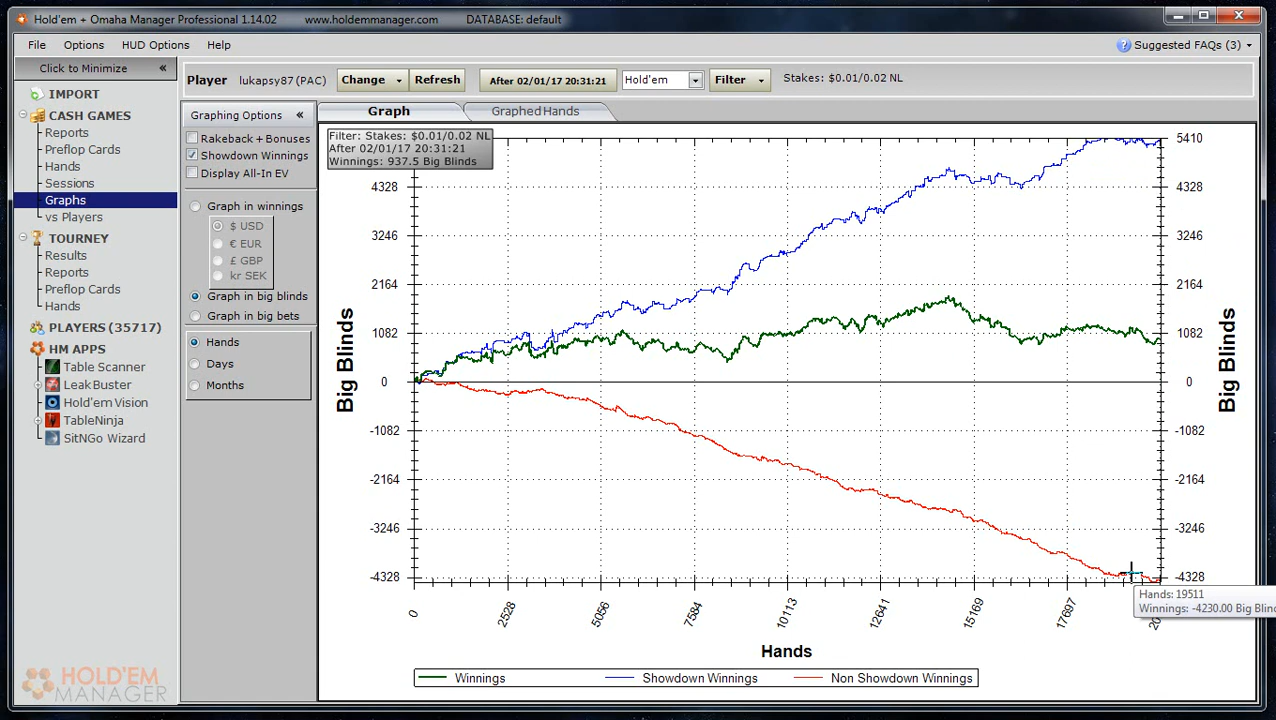 Hold'em + Omaha Manager Professional 1.14.02 www.holdemmanager.com DATABASE: default
File Options HUD Options Help
? Suggested FAQs (3)
Click to Minimize «
IMPORT
CASH GAMES
Reports
Preflop Cards
Hands
Sessions
Graphs
vs Players
TOURNEY
Results
Reports
Preflop Cards
Hands
PLAYERS (35717)
HM APPS
Table Scanner
LeakBuster
Hold'em Vision
TableNinja
SitNGo Wizard
HOLD'EM
MANAGER
Player lukapsy87 (PAC) Change Refresh After 02/01/17 20:31:21 Hold'em Filter Stakes: $0.01/0.02 NL
Graphing Options «
Rakeback + Bonuses
Showdown Winnings
Display All-In EV
Graph in winnings
$ USD
€ EUR
£ GBP
kr SEK
Graph in big blinds
Graph in big bets
Hands
Days
Months
Graph Graphed Hands
Filter: Stakes: $0.01/0.02 NL
After 02/01/17 20:31:21
Winnings: 937.5 Big Blinds
5410
4328 4328
3246 3246
2164 2164
1082 1082
0 0
-1082 -1082
-2164 -2164
-3246 -3246
-4328 -4328
Big Blinds
Big Blinds
Hands: 19511
Winnings: -4230.00 Big Blind
0 2528 5056 7584 10113 12641 15169 17697
Hands
Winnings Showdown Winnings Non Showdown Winnings